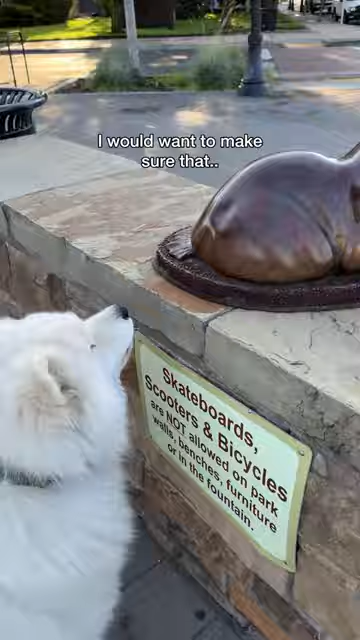 I would want to make
sure that..
Skateboards,
Scooters & Bicycles
are NOT allowed on park
walls, benches, furniture
or in the fountain.